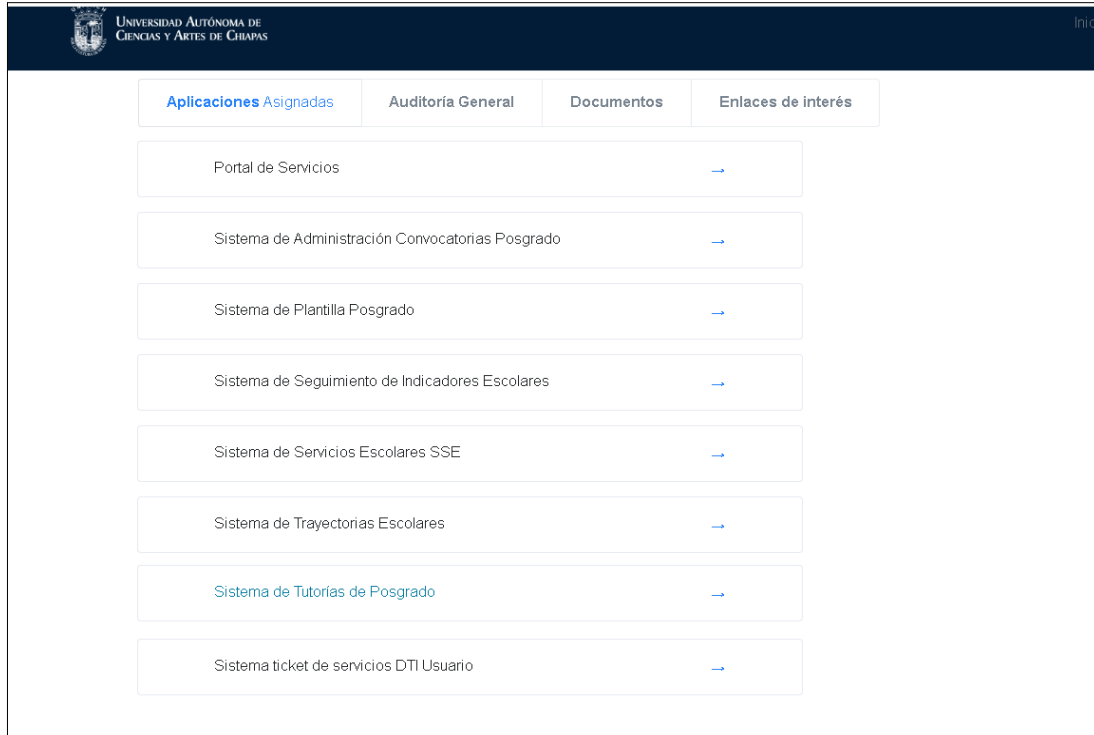 Universidad Autónoma de
Ciencias y Artes de Chiapas
Aplicaciones Asignadas
Auditoría General
Documentos
Enlaces de interés
Portal de Servicios
Sistema de Administración Convocatorias Posgrado
Sistema de Plantilla Posgrado
Sistema de Seguimiento de Indicadores Escolares
Sistema de Servicios Escolares SSE
Sistema de Trayectorias Escolares
Sistema de Tutorías de Posgrado
Sistema ticket de servicios DTI Usuario